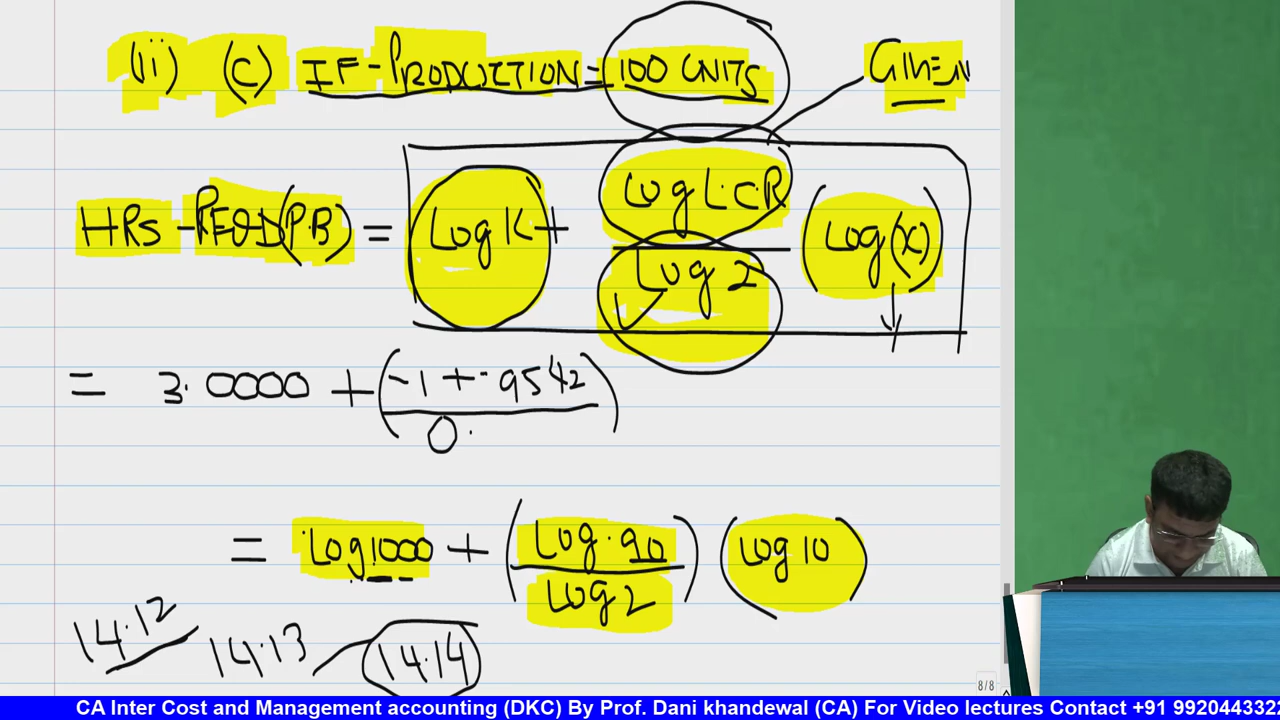 (ii) (C) IF - PRODUCTION = 100 UNITS GIVEN
HRS - REQD(P.B) = Log K + Log L.C.R / Log 2 (Log(X)
= 3.0000 + (-1 + .9542 / 0.)
= Log 1000 + (Log .90 / Log 2) (Log 10)
14.12 14.13 14.14
8/8
CA Inter Cost and Management accounting (DKC) By Prof. Dani khandewal (CA) For Video lectures Contact +91 992044332